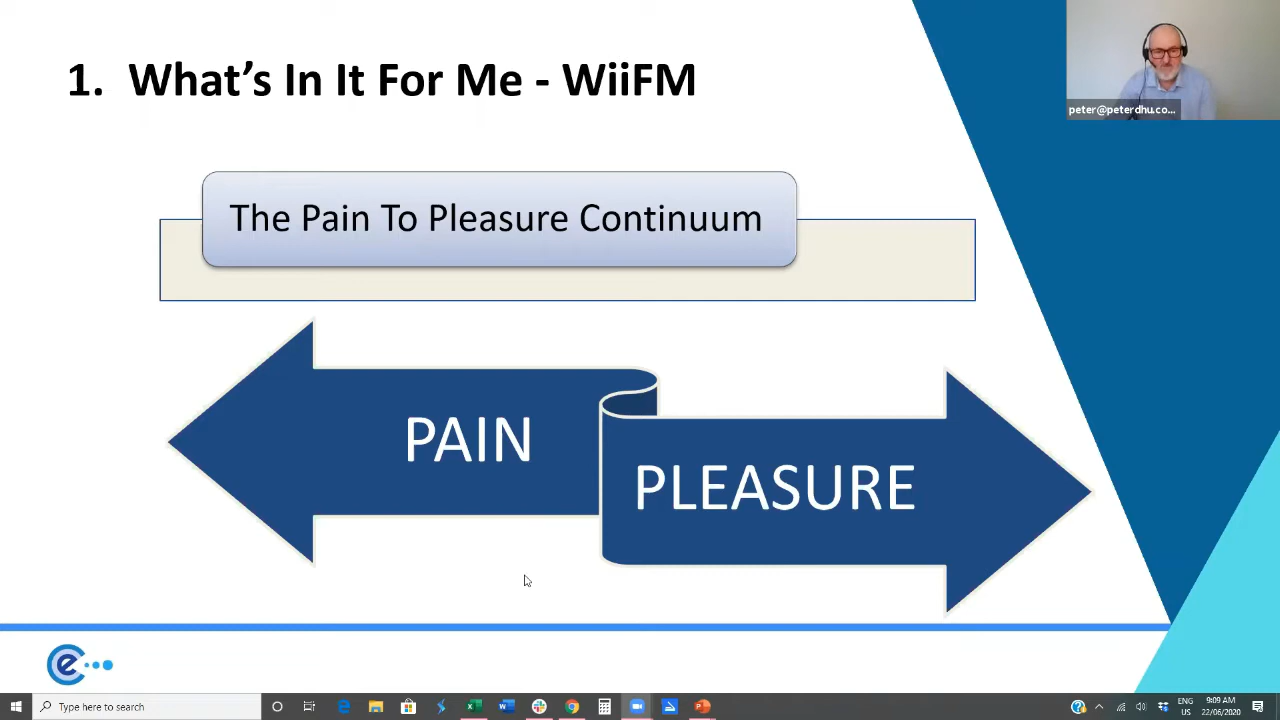 1. What's In It For Me - WiiFM
peter@peterdhu.co...
The Pain To Pleasure Continuum
PAIN
PLEASURE
e
Type here to search
ENG
US
9:09 AM
22/06/2020